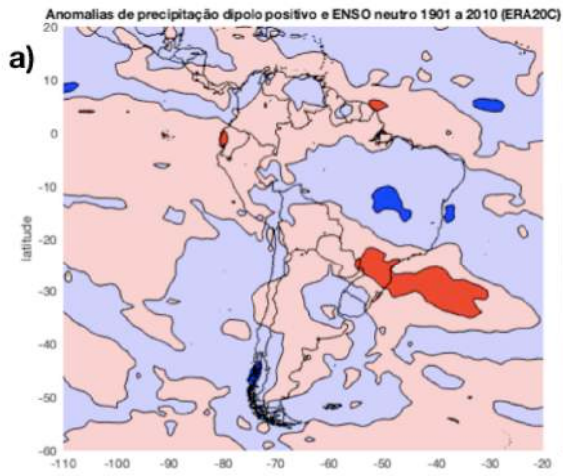 Anomalias de precipitação dipolo positivo e ENSO neutro 1901 a 2010 (ERA20C)
a)
latitude
20
10
0
-10
-20
-30
-40
-50
-60
-110 -100 -90 -80 -70 -60 -50 -40 -30 -20